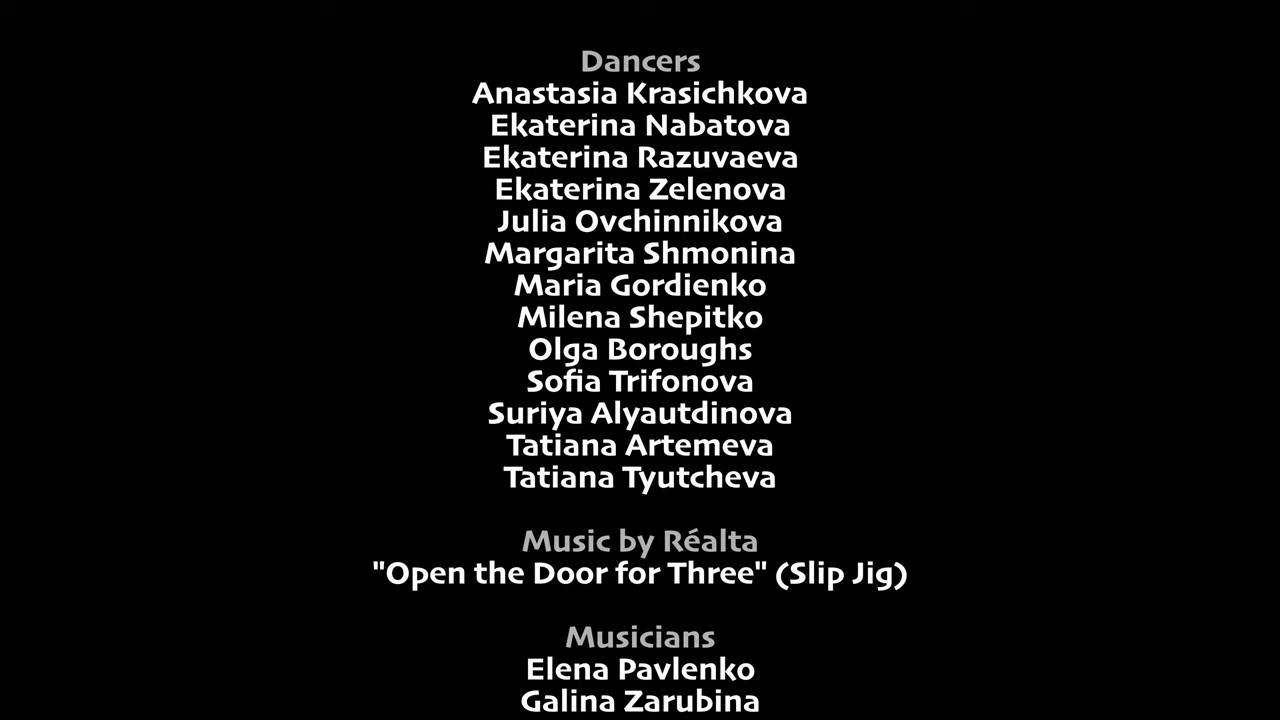 Dancers
Anastasia Krasichkova
Ekaterina Nabatova
Ekaterina Razuvaeva
Ekaterina Zelenova
Julia Ovchinnikova
Margarita Shmonina
Maria Gordienko
Milena Shepitko
Olga Boroughs
Sofia Trifonova
Suriya Alyautdinova
Tatiana Artemeva
Tatiana Tyutcheva
Music by Réalta
"Open the Door for Three" (Slip Jig)
Musicians
Elena Pavlenko
Galina Zarubina